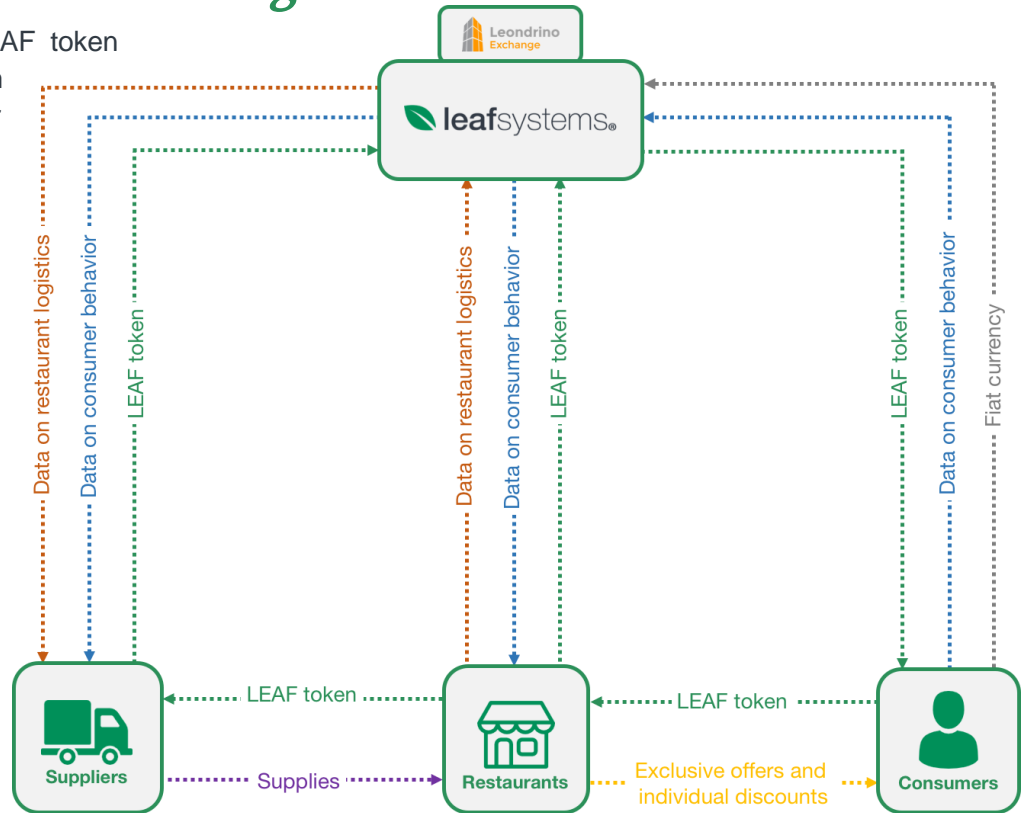 AF token
Leondrino
Exchange
leafsystems®
Data on restaurant logistics
Data on consumer behavior
LEAF token
Data on restaurant logistics
Data on consumer behavior
LEAF token
LEAF token
Data on consumer behavior
Fiat currency
LEAF token
LEAF token
Suppliers
Supplies
Restaurants
Exclusive offers and
individual discounts
Consumers